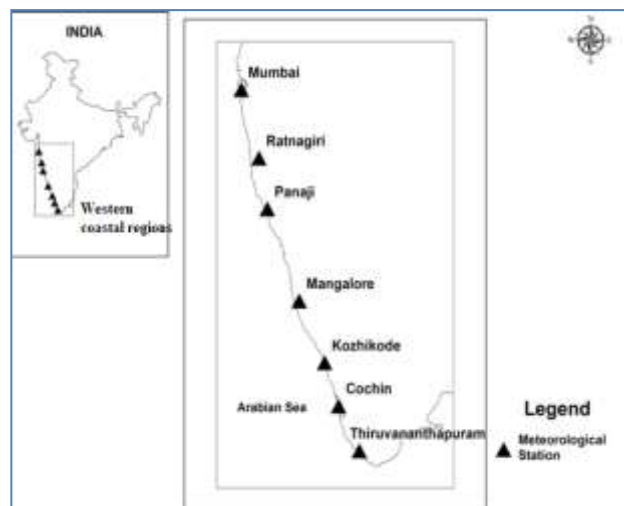 INDIA
Western
coastal regions
Mumbai
Ratnagiri
Panaji
Mangalore
Kozhikode
Cochin
Arabian Sea
Thiruvananthapuram
Legend
Meteorological
Station